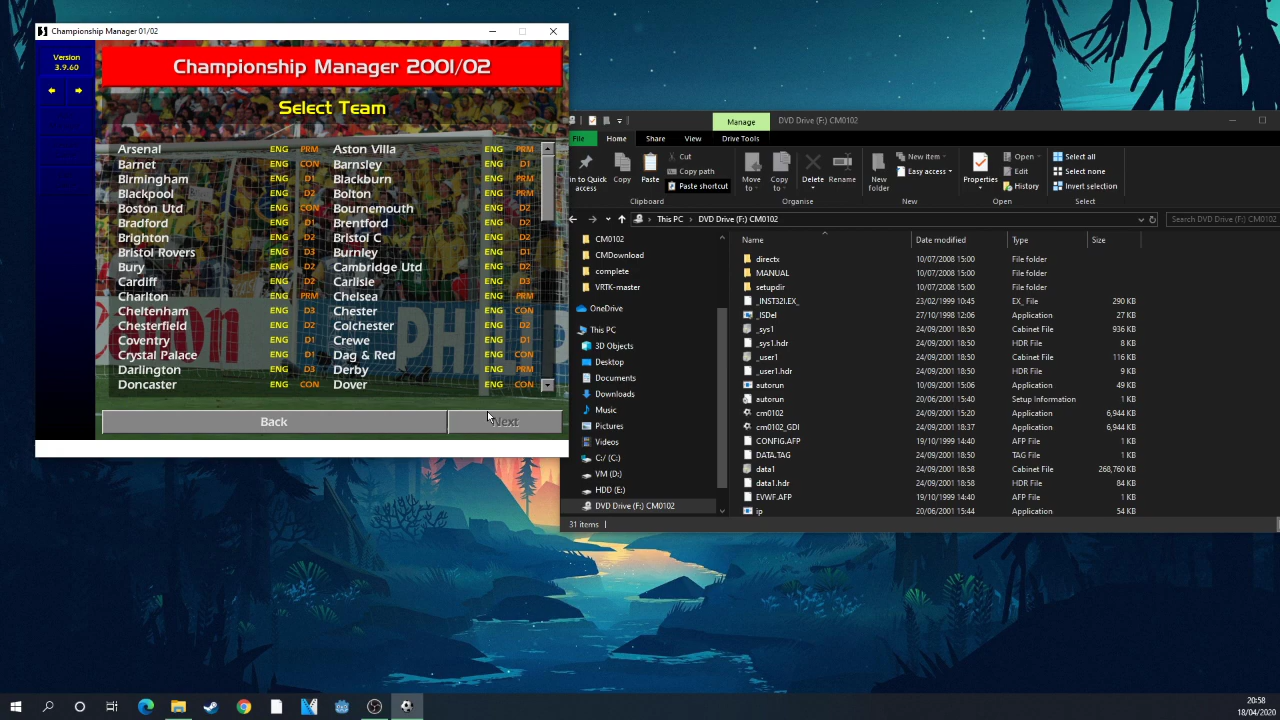 Championship Manager 01/02
Version
3.9.60
Championship Manager 2001/02
Select Team
Arsenal ENG PRM Aston Villa ENG PRM
Barnet ENG CON Barnsley ENG D1
Birmingham ENG D1 Blackburn ENG PRM
Blackpool ENG D2 Bolton ENG PRM
Boston Utd ENG CON Bournemouth ENG D2
Bradford ENG D1 Brentford ENG D2
Brighton ENG D2 Bristol C ENG D2
Bristol Rovers ENG D3 Burnley ENG D1
Bury ENG D2 Cambridge Utd ENG D2
Cardiff ENG D2 Carlisle ENG D3
Charlton ENG PRM Chelsea ENG PRM
Cheltenham ENG D3 Chester ENG CON
Chesterfield ENG D2 Colchester ENG D2
Coventry ENG D1 Crewe ENG D1
Crystal Palace ENG D1 Dag & Red ENG CON
Darlington ENG D3 Derby ENG PRM
Doncaster ENG CON Dover ENG CON
Back Next
Manage DVD Drive (F:) CM0102
File Home Share View Drive Tools
in to Quick access Copy Paste Cut Copy path Paste shortcut Move to Copy to Delete Rename New folder New item Easy access Properties Open Edit History Select all Select none Invert selection
Clipboard Organise New Open Select
This PC DVD Drive (F:) CM0102 Search DVD Drive (F:) CM0102
CM0102
CMDownload
complete
VRTK-master
OneDrive
This PC
3D Objects
Desktop
Documents
Downloads
Music
Pictures
Videos
C:/ (C:)
VM (D:)
HDD (E:)
DVD Drive (F:) CM0102
Name Date modified Type Size
directx 10/07/2008 15:00 File folder
MANUAL 10/07/2008 15:00 File folder
setupdir 10/07/2008 15:00 File folder
_INST32I.EX_ 23/02/1999 10:45 EX_ File 290 KB
_ISDel 27/10/1998 12:06 Application 27 KB
_sys1 24/09/2001 18:58 Cabinet File 936 KB
_sys1.hdr 24/09/2001 18:58 HDR File 8 KB
_user1 24/09/2001 18:58 Cabinet File 116 KB
_user1.hdr 24/09/2001 18:58 HDR File 9 KB
autorun 10/09/2001 15:06 Application 49 KB
autorun 20/06/2001 15:40 Setup Information 1 KB
cm0102 24/09/2001 15:20 Application 6,944 KB
cm0102_GDI 24/09/2001 18:37 Application 6,944 KB
CONFIG.AFP 19/10/1999 14:40 AFP File 1 KB
DATA.TAG 24/09/2001 18:58 TAG File 1 KB
data1 24/09/2001 18:58 Cabinet File 268,760 KB
data1.hdr 24/09/2001 18:58 HDR File 84 KB
EVWF.AFP 19/10/1999 14:40 AFP File 1 KB
ip 20/06/2001 15:44 Application 54 KB
31 items
20:58
18/04/2020